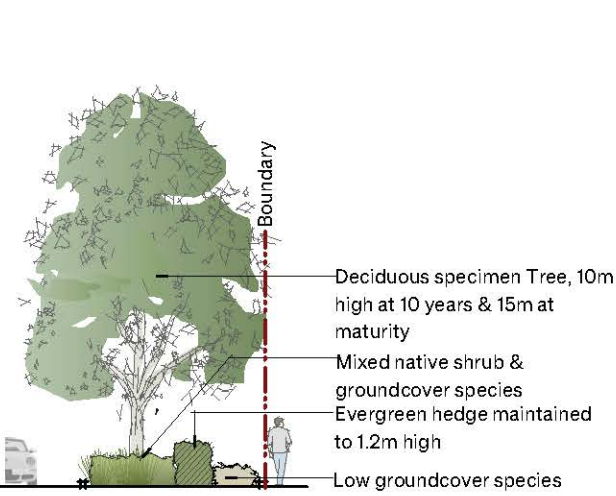 Boundary
Deciduous specimen Tree, 10m
high at 10 years & 15m at
maturity
Mixed native shrub &
groundcover species
Evergreen hedge maintained
to 1.2m high
Low groundcover species